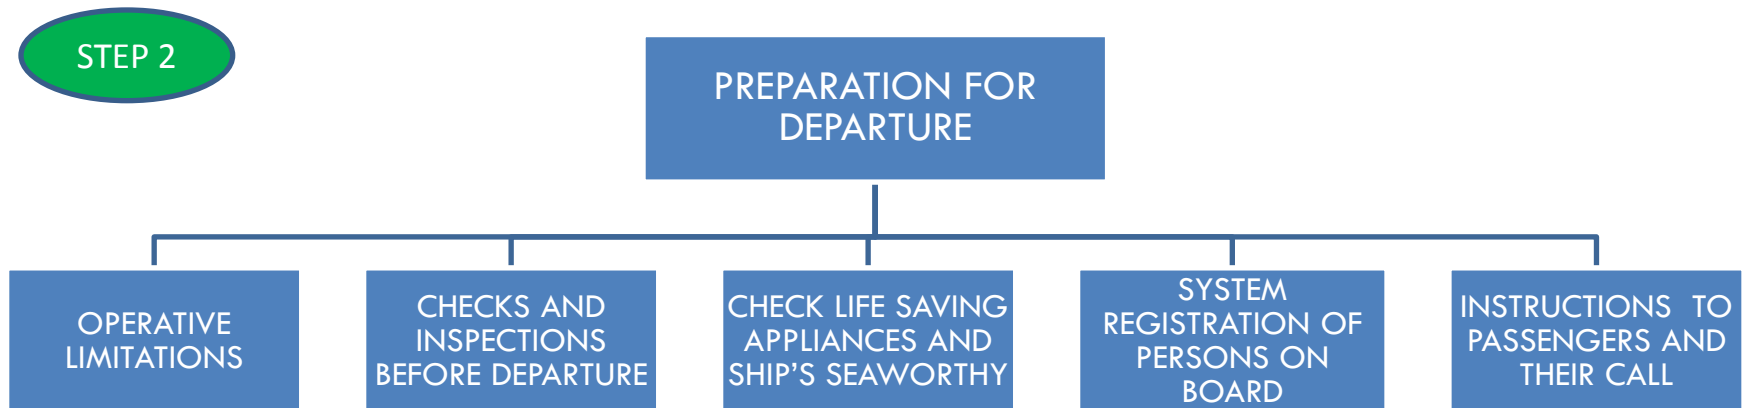 STEP 2
PREPARATION FOR
DEPARTURE
OPERATIVE
LIMITATIONS
CHECKS AND
INSPECTIONS
BEFORE DEPARTURE
CHECK LIFE SAVING
APPLIANCES AND
SHIP'S SEAWORTHY
SYSTEM
REGISTRATION OF
PERSONS ON
BOARD
INSTRUCTIONS TO
PASSENGERS AND
THEIR CALL